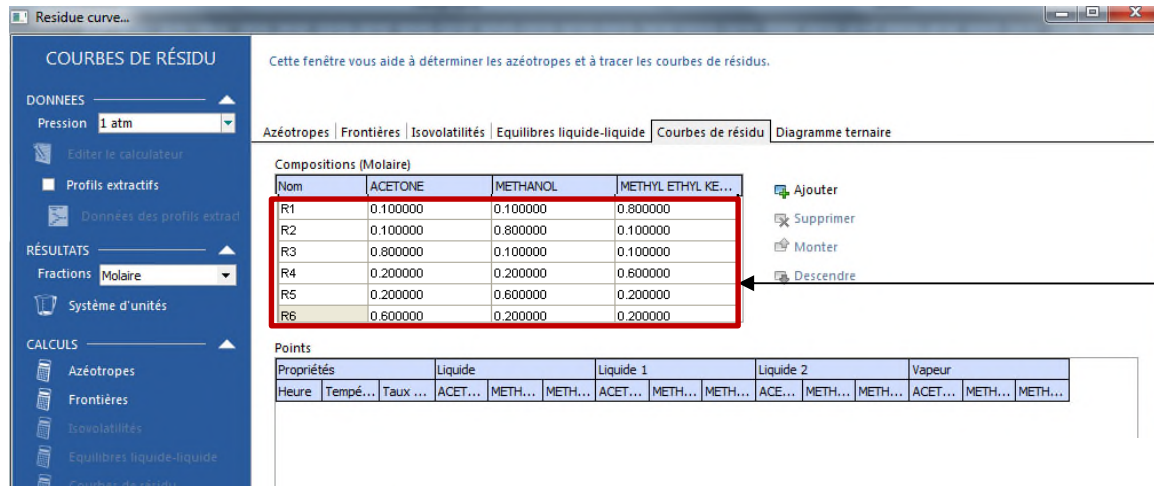 Residue curve...
COURBES DE RÉSIDU
Cette fenêtre vous aide à déterminer les azéotropes et à tracer les courbes de résidus.
DONNEES
Pression 1 atm
Editer le calculateur
Profils extractifs
Données des profils extracl
RÉSULTATS
Fractions Molaire
Système d'unités
CALCULS
Azéotropes
Frontières
Isovolatilités
Equilibres liquide-liquide
Courbes de résidu
Azéotropes Frontières Isovolatilités Equilibres liquide-liquide Courbes de résidu Diagramme ternaire
Compositions (Molaire)
Nom ACETONE METHANOL METHYL ETHYL KE...
R1 0.100000 0.100000 0.800000
R2 0.100000 0.800000 0.100000
R3 0.800000 0.100000 0.100000
R4 0.200000 0.200000 0.600000
R5 0.200000 0.600000 0.200000
R6 0.600000 0.200000 0.200000
Ajouter
Supprimer
Monter
Descendre
Points
Propriétés Liquide Liquide 1 Liquide 2 Vapeur
Heure Tempé... Taux ... ACET... METH... METH... ACET... METH... METH... ACE... METH... METH... ACET... METH... METH...